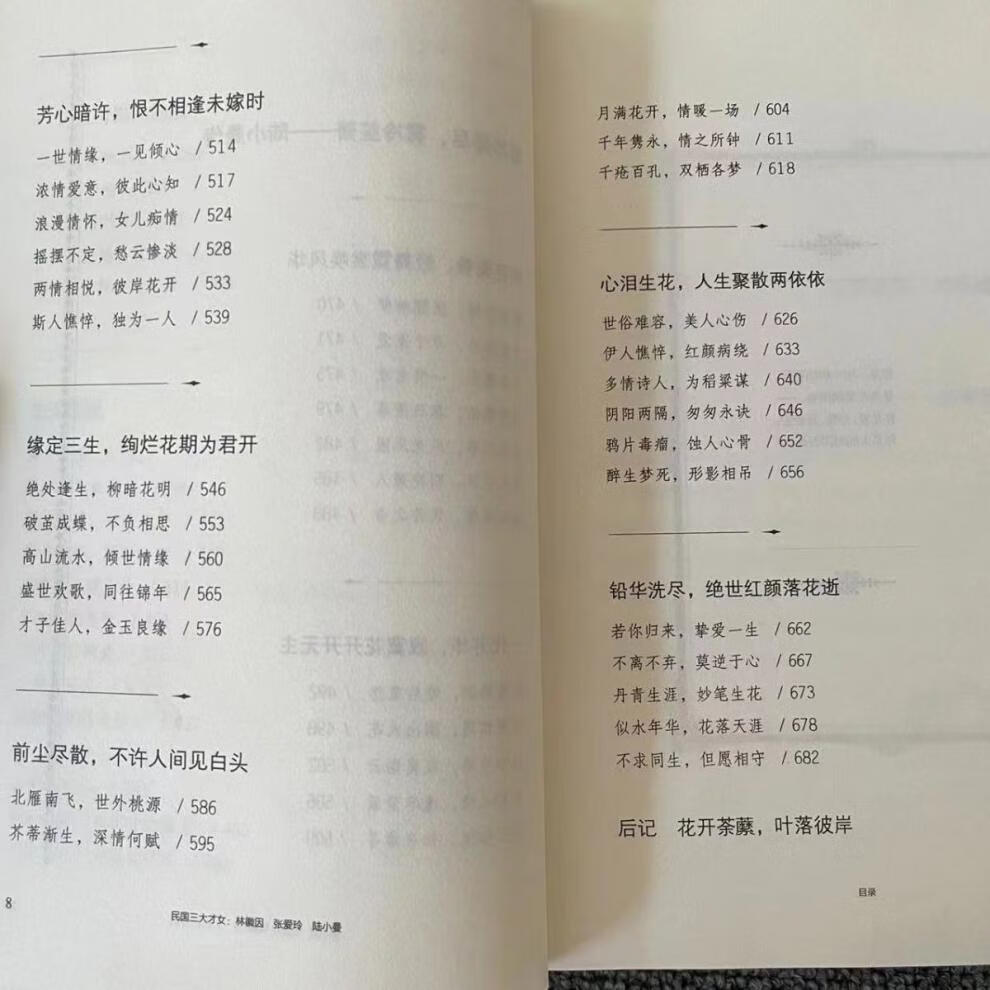 芳心暗许，恨不相逢未嫁时
一世情缘，一见倾心 / 514
浓情爱意，彼此心知 / 517
浪漫情怀，女儿痴情 / 524
摇摆不定，愁云惨淡 / 528
两情相悦，彼岸花开 / 533
斯人憔悴，独为一人 / 539
缘定三生，绚烂花期为君开
绝处逢生，柳暗花明 / 546
破茧成蝶，不负相思 / 553
高山流水，倾世情缘 / 560
盛世欢歌，同往锦年 / 565
才子佳人，金玉良缘 / 576
前尘尽散，不许人间见白头
北雁南飞，世外桃源 / 586
芥蒂渐生，深情何赋 / 595
8
民国三大才女：林徽因 张爱玲 陆小曼
月满花开，情暖一场 / 604
千年隽永，情之所钟 / 611
千疮百孔，双栖各梦 / 618
心泪生花，人生聚散两依依
世俗难容，美人心伤 / 626
伊人憔悴，红颜病绕 / 633
多情诗人，为稻粱谋 / 640
阴阳两隔，匆匆永诀 / 646
鸦片毒瘤，蚀人心骨 / 652
醉生梦死，形影相吊 / 656
铅华洗尽，绝世红颜落花逝
若你归来，挚爱一生 / 662
不离不弃，莫逆于心 / 667
丹青生涯，妙笔生花 / 673
似水年华，花落天涯 / 678
不求同生，但愿相守 / 682
后记 花开荼蘼，叶落彼岸
目录